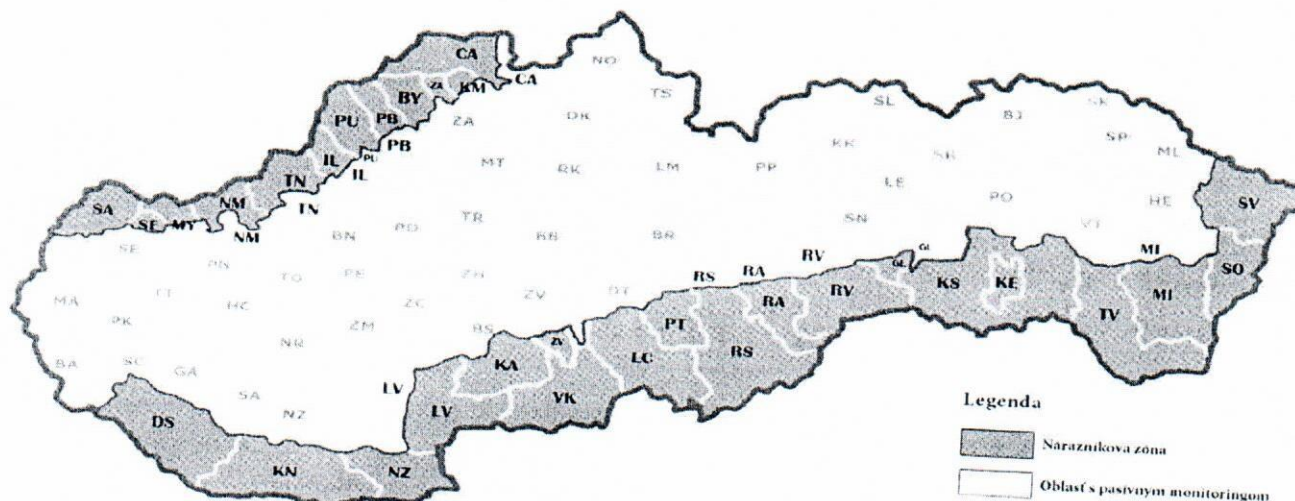 CA
NO
CA
ZA
KM
BY
TS
SL
SK
PU
PB
ZA
DK
BJ
SP
PB
KK
ML
IL
PU
MT
RK
LM
PP
SB
TN
IL
LE
HE
SA
SE
MY
NM
TN
PO
SV
NM
BN
PD
TR
SN
VT
SE
BB
BR
MI
SO
PN
TO
PE
ZH
RS
RA
RV
GL
GL
MA
TT
HC
ZC
ZV
DT
RA
RV
KS
KE
MI
PK
ZM
BS
PT
TV
NR
ZV
BA
SC
GA
KA
LC
RS
SA
LV
NZ
LV
VK
DS
KN
NZ
Legenda
Nárazníkova zóna
Oblasť s pasívnym monitoringom